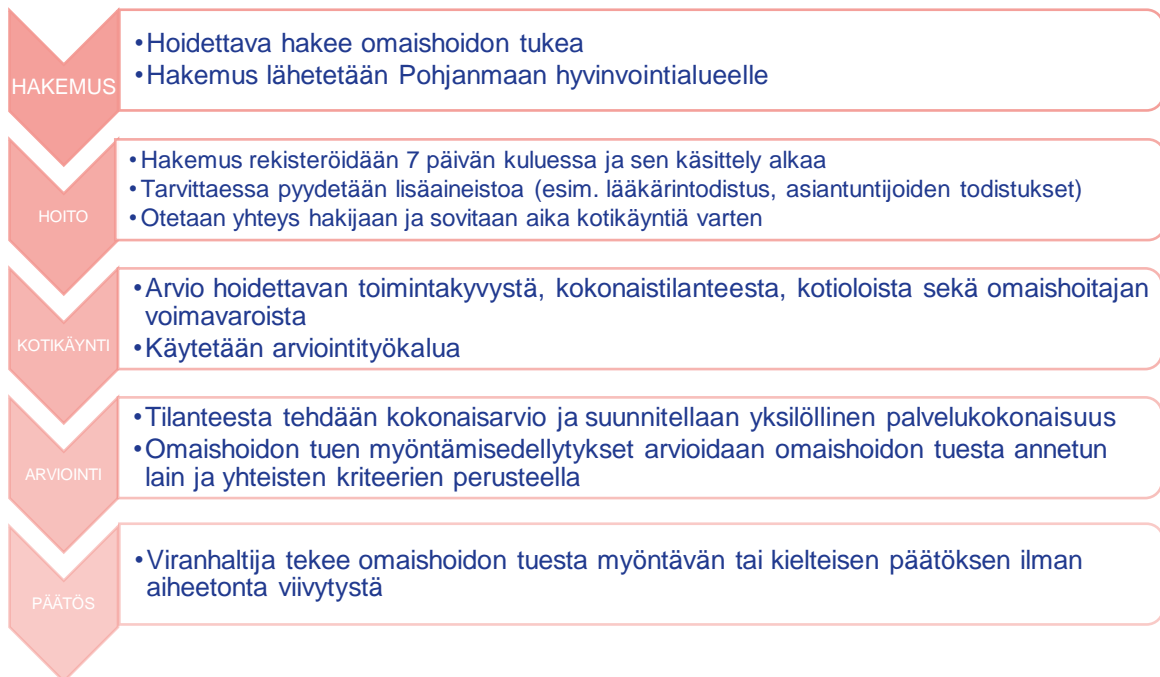 HAKEMUS
•Hoidettava hakee omaishoidon tukea
•Hakemus lähetetään Pohjanmaan hyvinvointialueelle
HOITO
•Hakemus rekisteröidään 7 päivän kuluessa ja sen käsittely alkaa
•Tarvittaessa pyydetään lisäaineistoa (esim. lääkärintodistus, asiantuntijoiden todistukset)
•Otetaan yhteys hakijaan ja sovitaan aika kotikäyntiä varten
KOTIKÄYNTI
•Arvio hoidettavan toimintakyvystä, kokonaistilanteesta, kotioloista sekä omaishoitajan
voimavaroista
•Käytetään arviointityökalua
ARVIOINTI
•Tilanteesta tehdään kokonaisarvio ja suunnitellaan yksilöllinen palvelukokonaisuus
•Omaishoidon tuen myöntämisedellytykset arvioidaan omaishoidon tuesta annetun
lain ja yhteisten kriteerien perusteella
PÄÄTÖS
•Viranhaltija tekee omaishoidon tuesta myöntävän tai kielteisen päätöksen ilman
aiheetonta viivytystä